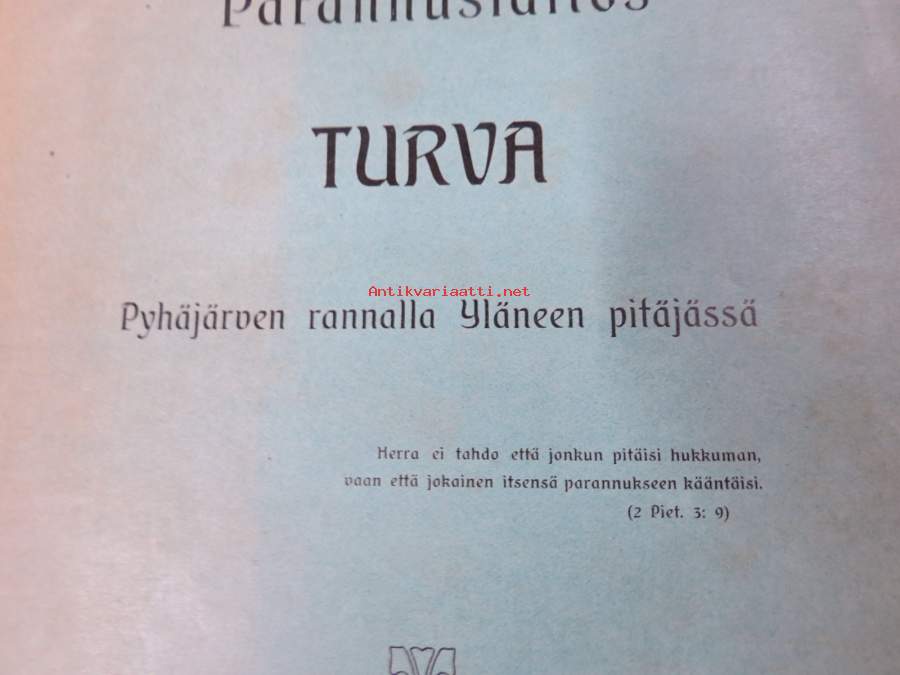 Parannuslaitos
TURVA
Antikvariaatti.net
Pyhäjärven rannalla Yläneen pitäjässä
Herra ei tahdo että jonkun pitäisi hukkuman,
vaan että jokainen itsensä parannukseen kääntäisi.
(2 Piet. 3: 9)